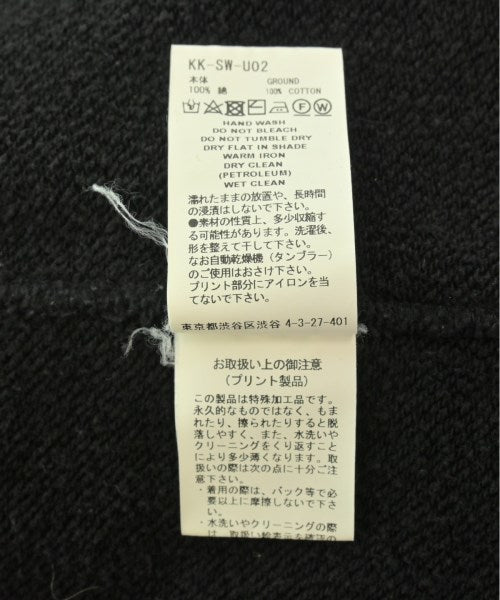 KK-SW-U02
本体 GROUND
100% 綿 100% COTTON
HAND WASH
DO NOT BLEACH
DO NOT TUMBLE DRY
DRY FLAT IN SHADE
WARM IRON
DRY CLEAN
(PETROLEUM)
WET CLEAN
濡れたままの放置や、長時間
の浸漬はしないで下さい。
●素材の性質上、多少収縮す
る可能性があります。洗濯後、
形を整えて干して下さい。
なお自動乾燥機（タンブラー）
のご使用はおさけ下さい。
プリント部分にアイロンを当
てないで下さい。
東京都渋谷区渋谷 4-3-27-401
お取扱い上の御注意
（プリント製品）
この製品は特殊加工品です。
永久的なものではなく、もま
れたり、擦られたりすると脱
落しやすく、また、水洗いや
クリーニングをくり返すこと
により多少薄くなります。取
扱いの際は次の点に十分ご注
意下さい。
・着用の際は、バック等で必
要以上に摩擦しないで下さい
・水洗いやクリーニングの際
は、取扱い絵表示を確認の